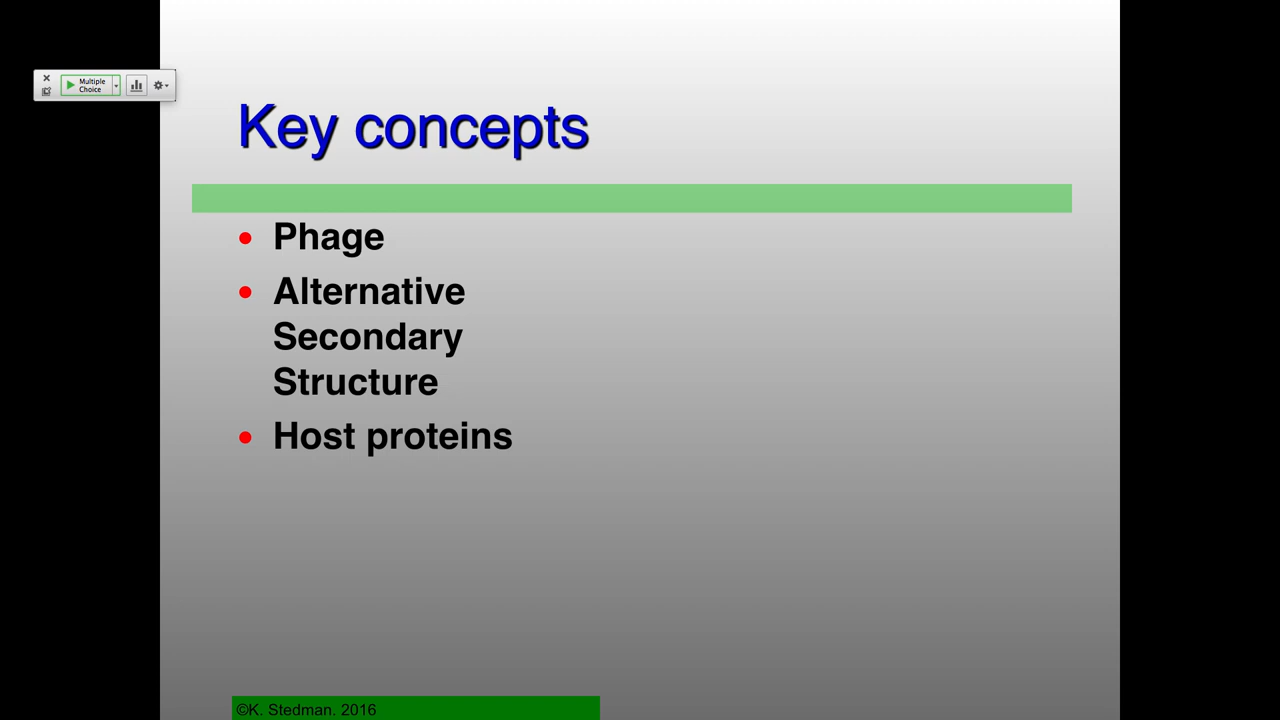 Multiple
Choice
Key concepts
Phage
Alternative
Secondary
Structure
Host proteins
©K. Stedman. 2016